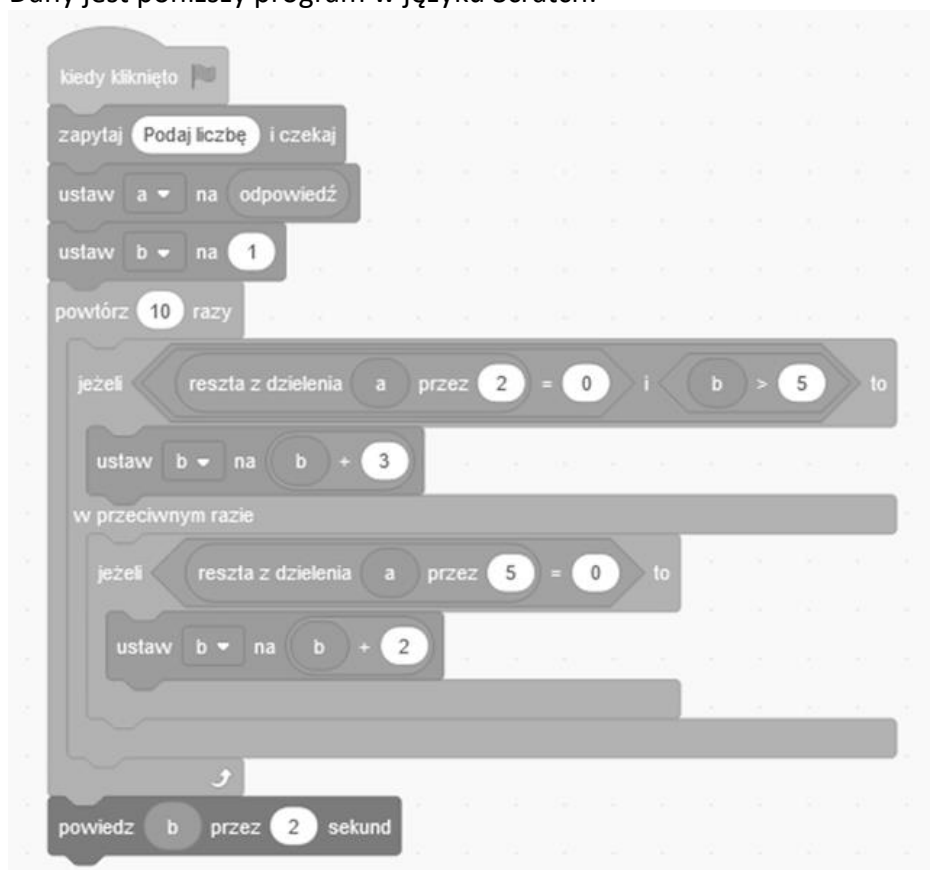 Dany jest poniższy program w języku Scratch:
kiedy kliknięto
zapytaj Podaj liczbę i czekaj
ustaw a na odpowiedź
ustaw b na 1
powtórz 10 razy
jeżeli reszta z dzielenia a przez 2 = 0 i b > 5 to
ustaw b na b + 3
w przeciwnym razie
jeżeli reszta z dzielenia a przez 5 = 0 to
ustaw b na b + 2
powiedz b przez 2 sekund